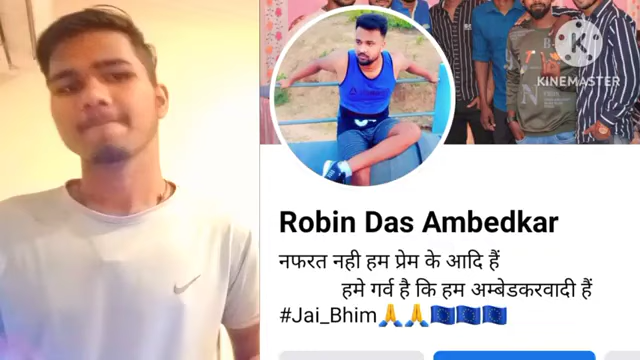 KINEMASTER
Robin Das Ambedkar
नफरत नही हम प्रेम के आदि हैं
हमे गर्व है कि हम अम्बेडकरवादी हैं
#Jai_Bhim🙏🙏🇪🇺🇪🇺🇪🇺